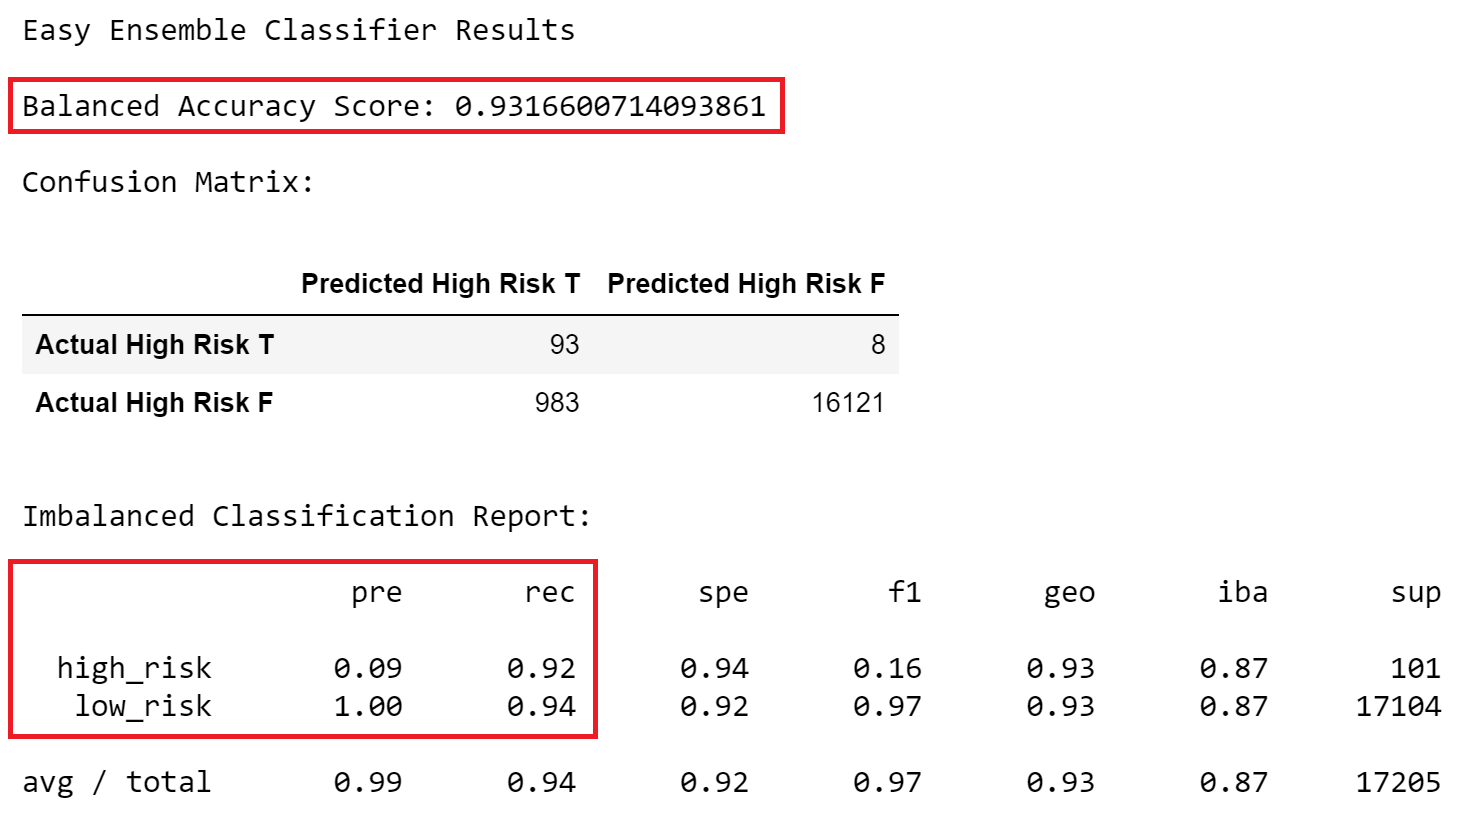 Easy Ensemble Classifier Results
Balanced Accuracy Score: 0.9316600714093861
Confusion Matrix:
Predicted High Risk T Predicted High Risk F
Actual High Risk T 93 8
Actual High Risk F 983 16121
Imbalanced Classification Report:
pre rec spe f1 geo iba sup
high_risk 0.09 0.92 0.94 0.16 0.93 0.87 101
low_risk 1.00 0.94 0.92 0.97 0.93 0.87 17104
avg / total 0.99 0.94 0.92 0.97 0.93 0.87 17205